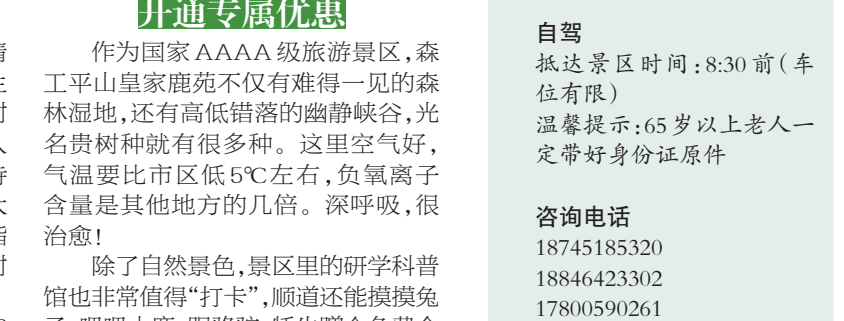 开通专属优惠
作为国家AAAA级旅游景区,森
工平山皇家鹿苑不仅有难得一见的森
林湿地,还有高低错落的幽静峡谷,光
名贵树种就有很多种。这里空气好,
气温要比市区低5℃左右,负氧离子
含量是其他地方的几倍。深呼吸,很
治愈!
除了自然景色,景区里的研学科普
馆也非常值得“打卡”,顺道还能摸摸兔
自驾
抵达景区时间:8:30前(车
位有限)
温馨提示:65岁以上老人一
定带好身份证原件
咨询电话
18745185320
18846423302
17800590261